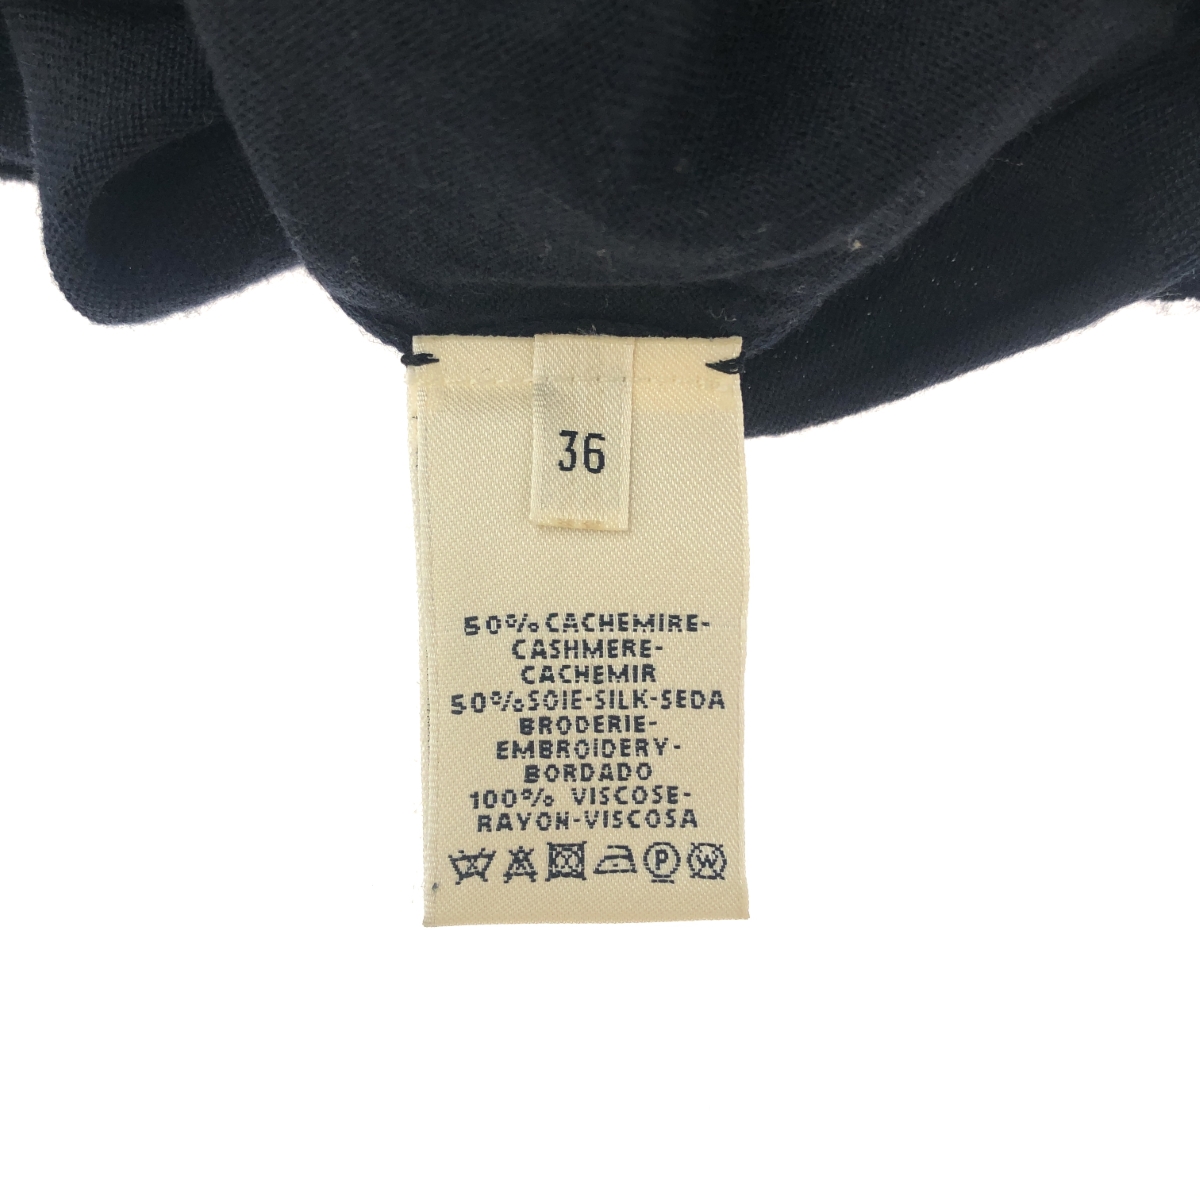 36
50% CACHEMIRE-
CASHMERE-
CACHEMIR
50% SOIE-SILK-SEDA
BRODERIE-
EMBROIDERY-
BORDADO
100% VISCOSE-
RAYON-VISCOSA
P W